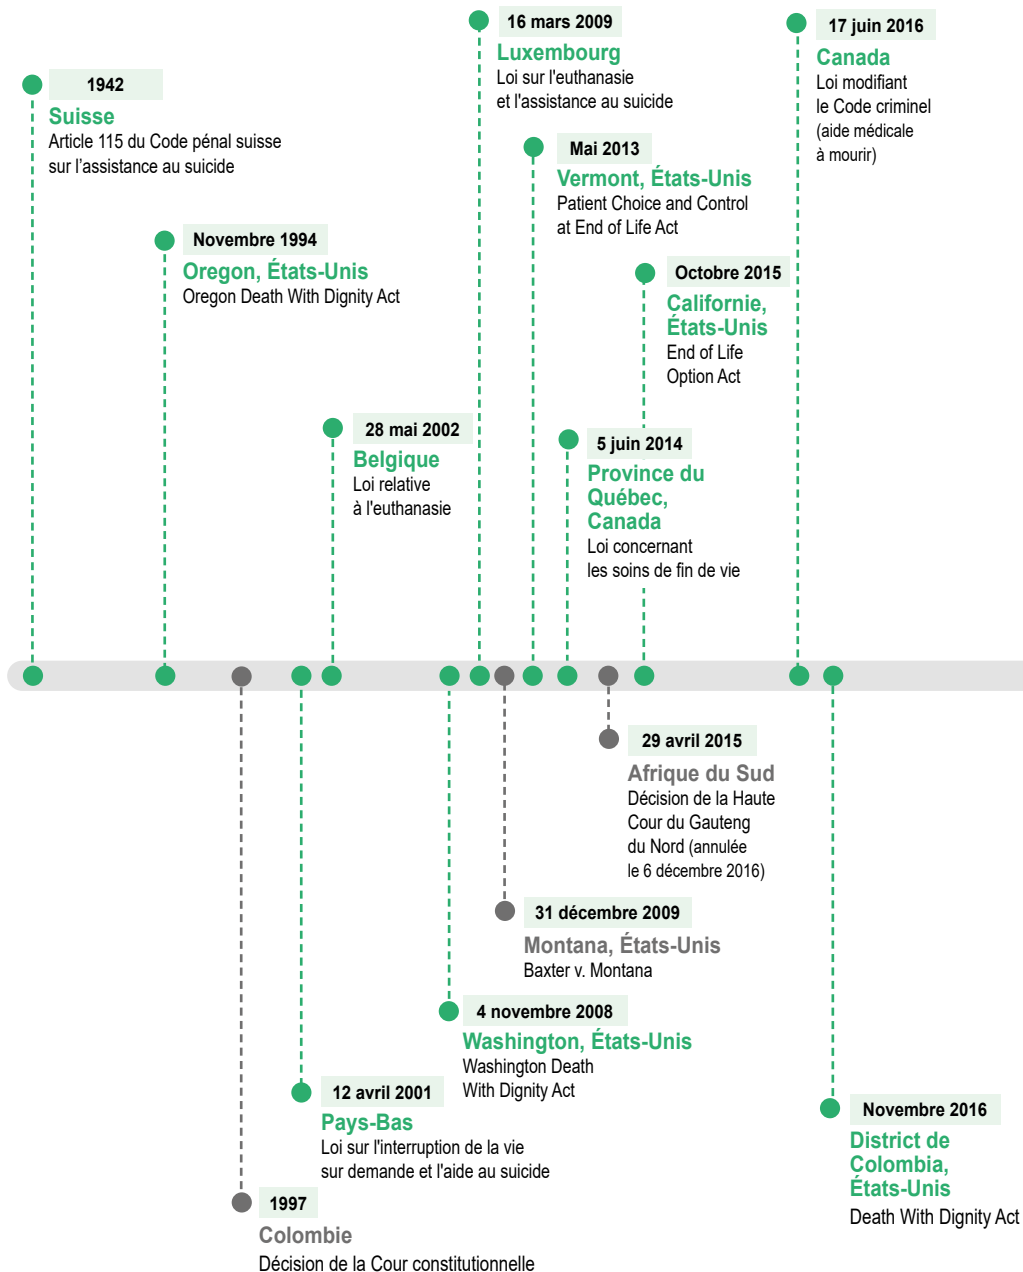 1942
Suisse
Article 115 du Code pénal suisse
sur l’assistance au suicide
Novembre 1994
Oregon, États-Unis
Oregon Death With Dignity Act
28 mai 2002
Belgique
Loi relative
à l'euthanasie
16 mars 2009
Luxembourg
Loi sur l'euthanasie
et l'assistance au suicide
Mai 2013
Vermont, États-Unis
Patient Choice and Control
at End of Life Act
5 juin 2014
Province du
Québec,
Canada
Loi concernant
les soins de fin de vie
Octobre 2015
Californie,
États-Unis
End of Life
Option Act
17 juin 2016
Canada
Loi modifiant
le Code criminel
(aide médicale
à mourir)
29 avril 2015
Afrique du Sud
Décision de la Haute
Cour du Gauteng
du Nord (annulée
le 6 décembre 2016)
31 décembre 2009
Montana, États-Unis
Baxter v. Montana
4 novembre 2008
Washington, États-Unis
Washington Death
With Dignity Act
12 avril 2001
Pays-Bas
Loi sur l'interruption de la vie
sur demande et l'aide au suicide
1997
Colombie
Décision de la Cour constitutionnelle
Novembre 2016
District de
Colombia,
États-Unis
Death With Dignity Act